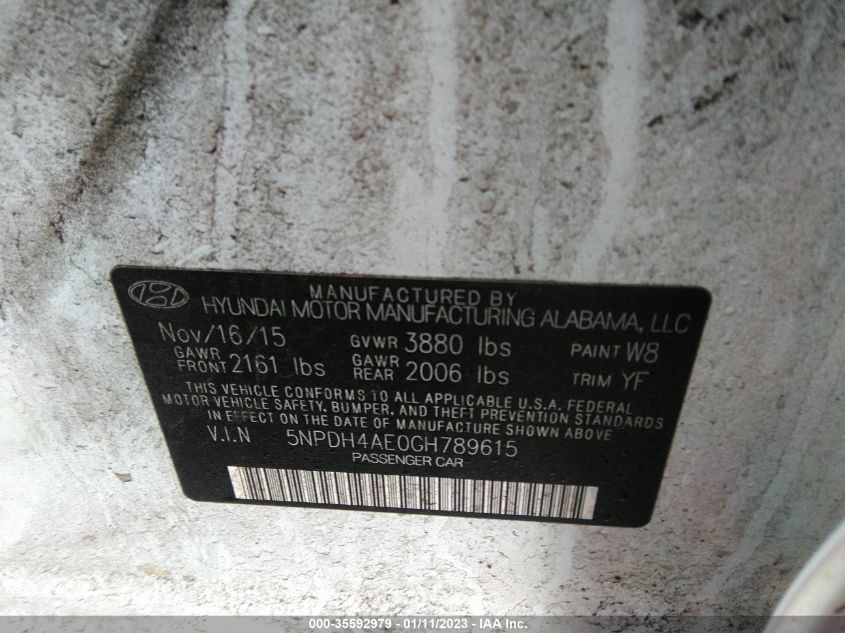 MANUFACTURED BY
HYUNDAI MOTOR MANUFACTURING ALABAMA, LLC
Nov/16/15 GVWR 3880 lbs PAINT W8
GAWR FRONT 2161 lbs GAWR REAR 2006 lbs TRIM YF
THIS VEHICLE CONFORMS TO ALL APPLICABLE U.S.A. FEDERAL
MOTOR VEHICLE SAFETY, BUMPER, AND THEFT PREVENTION STANDARDS
IN EFFECT ON THE DATE OF MANUFACTURE SHOWN ABOVE
V.I.N 5NPDH4AE0GH789615
PASSENGER CAR
000-35592979 - 01/11/2023 - Copyright © 2023 IAA, Inc.